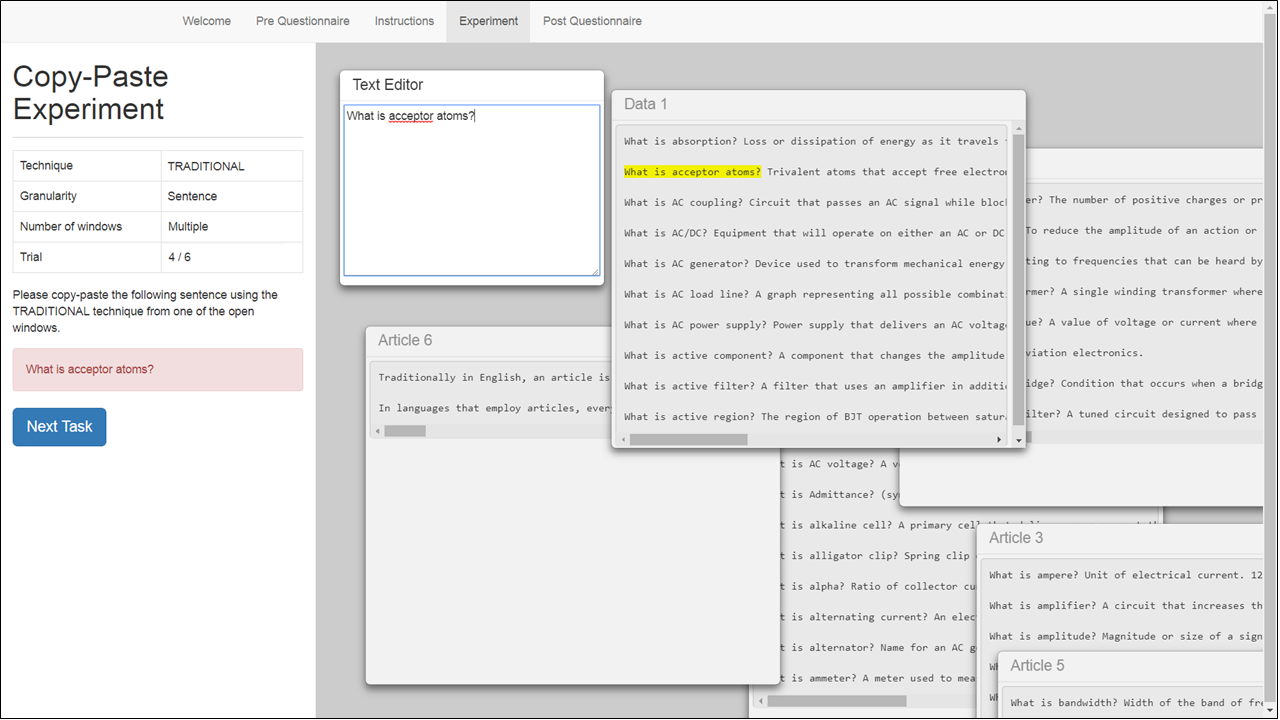 Welcome Pre Questionnaire Instructions Experiment Post Questionnaire
Copy-Paste
Experiment
Technique TRADITIONAL
Granularity Sentence
Number of windows Multiple
Trial 4 / 6
Please copy-paste the following sentence using the
TRADITIONAL technique from one of the open
windows.
What is acceptor atoms?
Next Task
Text Editor
What is acceptor atoms?
Data 1
What is absorption? Loss or dissipation of energy as it travels
What is acceptor atoms? Trivalent atoms that accept free electron
What is AC coupling? Circuit that passes an AC signal while bloc
What is AC/DC? Equipment that will operate on either an AC or DC
What is AC generator? Device used to transform mechanical energy
What is AC load line? A graph representing all possible combinati
What is AC power supply? Power supply that delivers an AC voltage
What is active component? A component that changes the amplitude
What is active filter? A filter that uses an amplifier in additi
What is active region? The region of BJT operation between satura
er? The number of positive charges or pr
To reduce the amplitude of an action or
ting to frequencies that can be heard by
rmer? A single winding transformer where
ue? A value of voltage or current where
viation electronics.
idge? Condition that occurs when a bridg
ilter? A tuned circuit designed to pass
Article 6
Traditionally in English, an article is
In languages that employ articles, ever
t is AC voltage? A v
t is Admittance? (sy
t is alkaline cell? A primary cell that
t is alligator clip? Spring clip
t is alpha? Ratio of collector cu
t is alternating current? An elec
t is alternator? Name for an AC g
t is ammeter? A meter used to mea
Article 3
What is ampere? Unit of electrical current. 12
What is amplifier? A circuit that increases th
What is amplitude? Magnitude or size of a sign
Article 5
What is bandwidth? Width of the band of fre